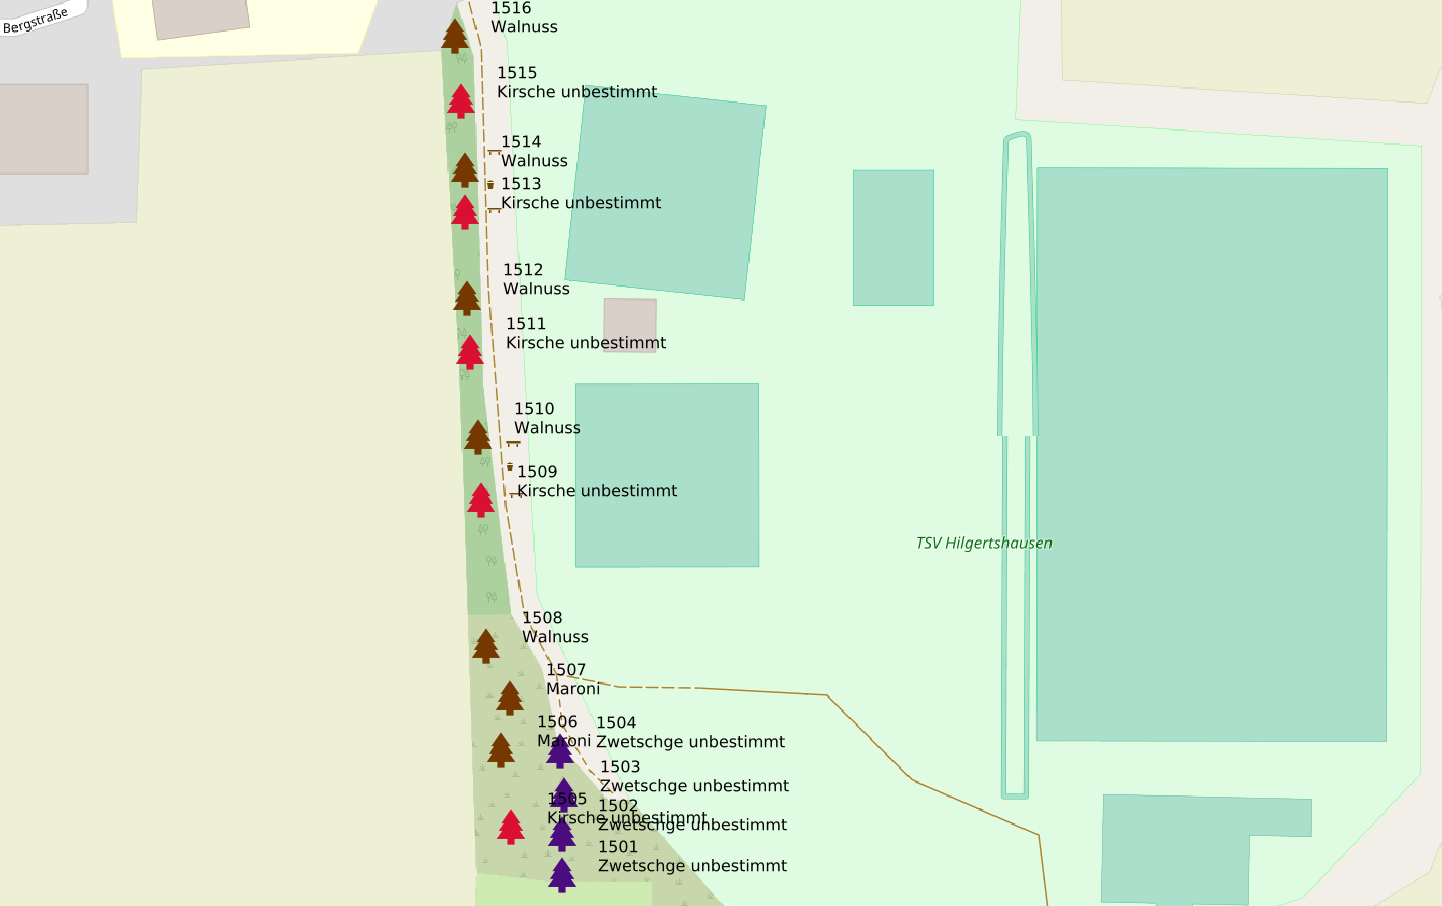 Bergstraße
1516
Walnuss
1515
Kirsche unbestimmt
1514
Walnuss
1513
Kirsche unbestimmt
1512
Walnuss
1511
Kirsche unbestimmt
1510
Walnuss
1509
Kirsche unbestimmt
TSV Hilgertshausen
1508
Walnuss
1507
Maroni
1506
Maroni
1504
Zwetschge unbestimmt
1503
Zwetschge unbestimmt
1505
Kirsche unbestimmt
1502
Zwetschge unbestimmt
1501
Zwetschge unbestimmt